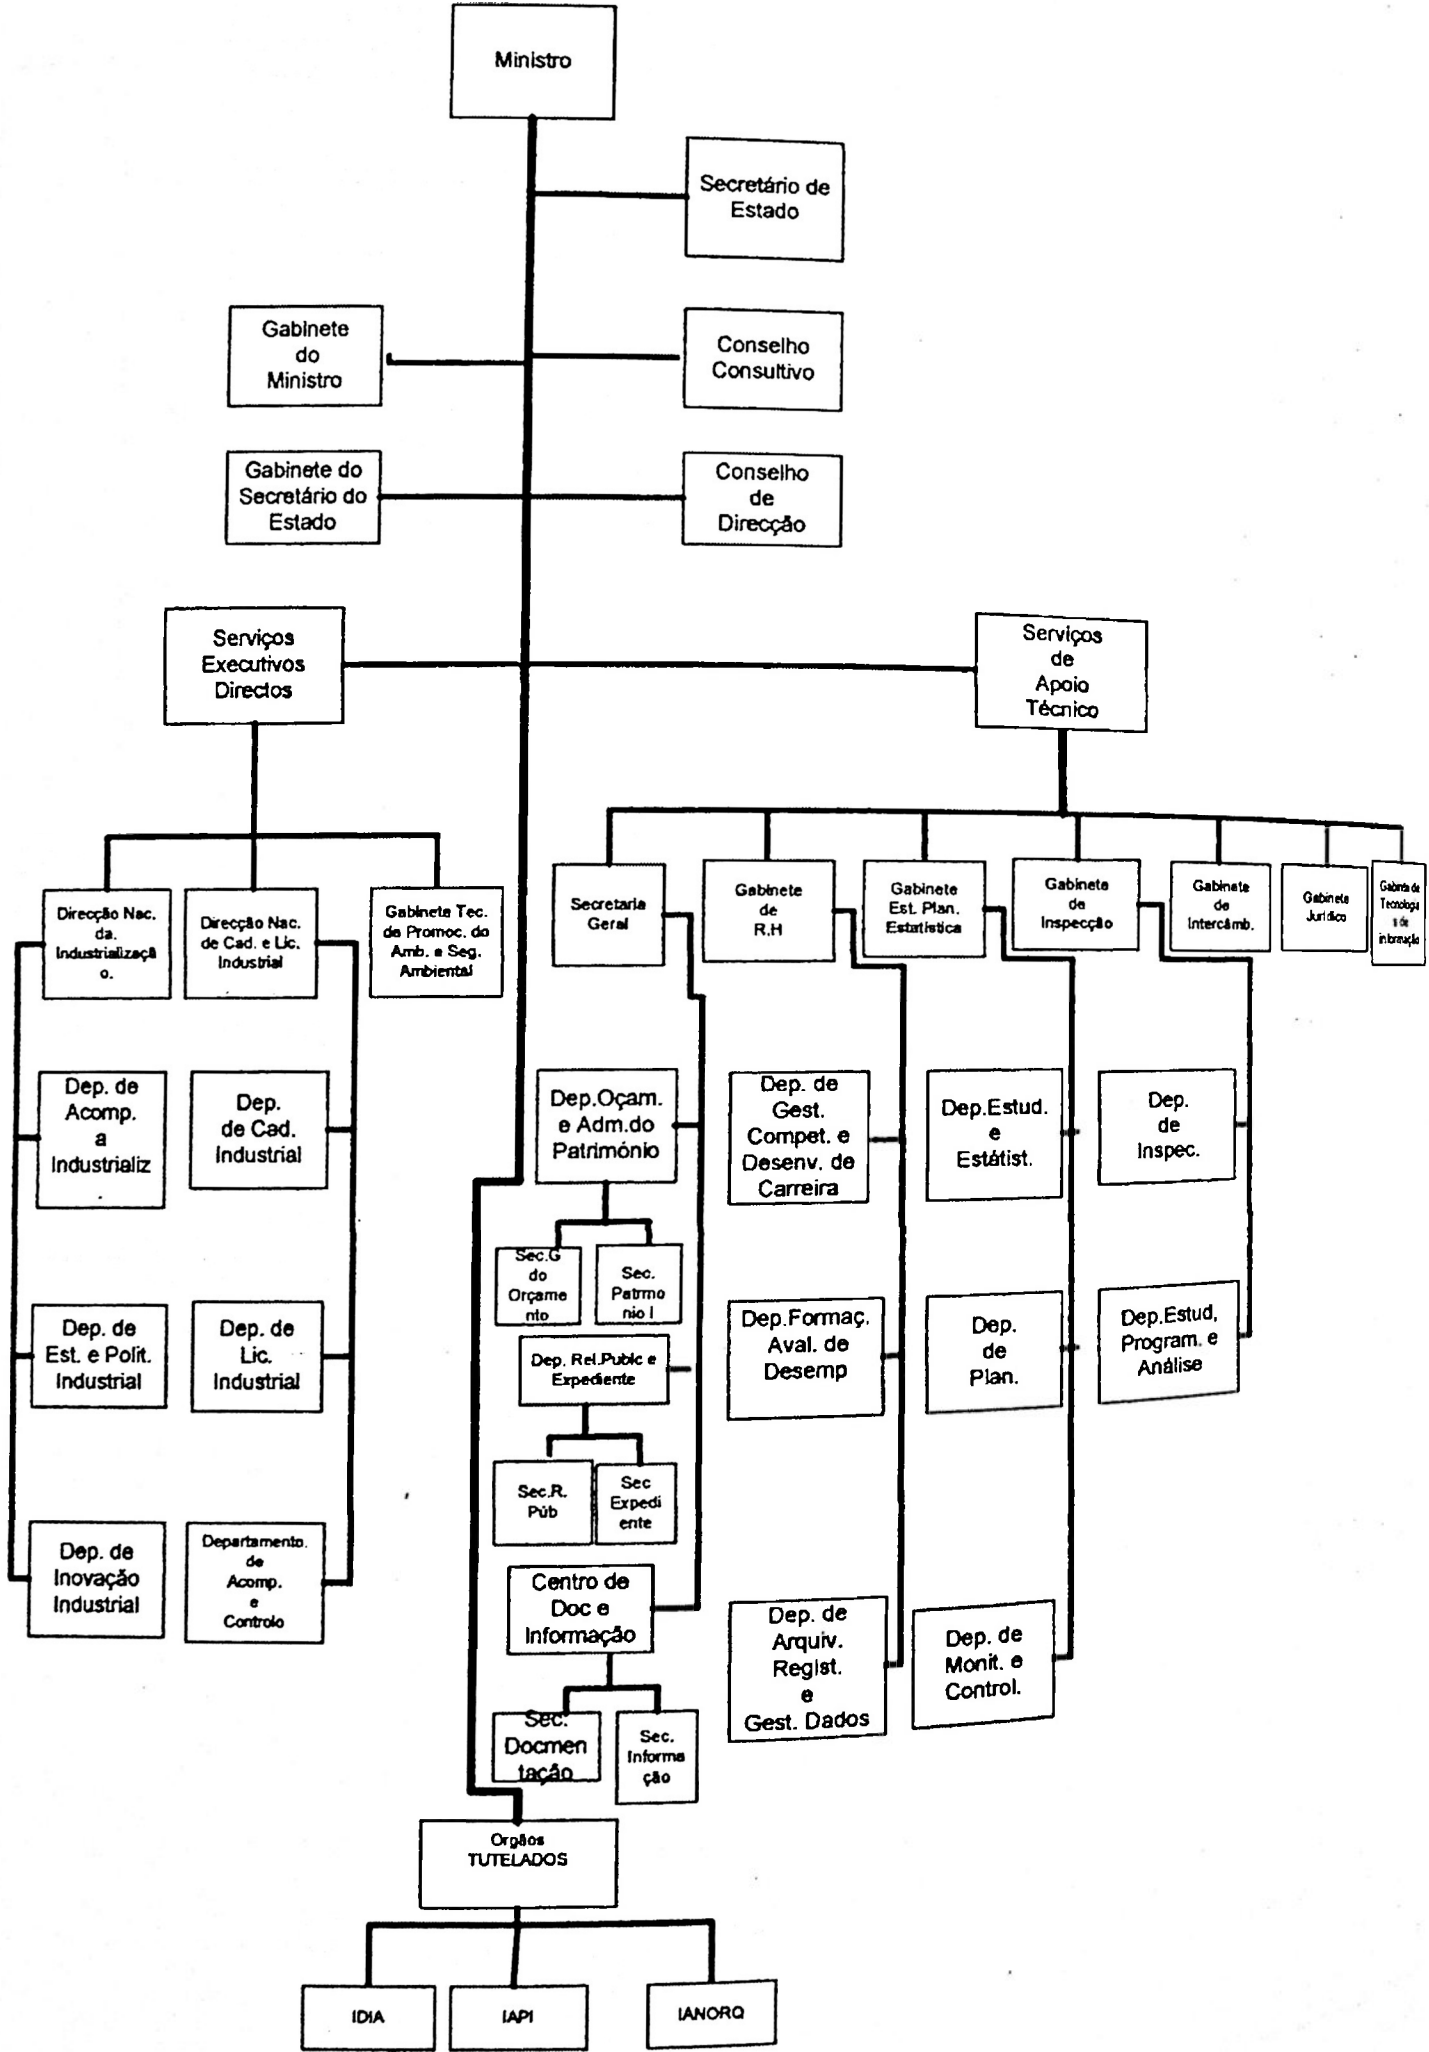 Ministro
Secretário de
Estado
Gabinete
do
Ministro
Conselho
Consultivo
Gabinete do
Secretário do
Estado
Conselho
de
Direcção
Serviços
Executivos
Directos
Serviços
de
Apoio
Técnico
Direcção Nac.
da.
Industrializaçã
o.
Direcção Nac.
de Cad. e Lic.
Industrial
Gabinete Tec.
de Promoc. do
Amb. e Seg.
Ambiental
Secretaria
Geral
Gabinete
de
R.H
Gabinete
Est. Plan.
Estatistica
Gabinete
de
Inspecção
Gabinete
de
Intercâmb.
Gabinete
Jurídico
Gabinete de
Tecnologia
s de
informação
Dep. de
Acomp.
a
Industrializ
.
Dep.
de Cad.
Industrial
Dep.Oçam.
e Adm.do
Património
Dep. de
Gest.
Compet. e
Desenv. de
Carreira
Dep.Estud.
e
Estátist.
Dep.
de
Inspec.
Sec.G
do
Orçame
nto
Sec.
Patrmo
nio l
Dep. de
Est. e Polit.
Industrial
Dep. de
Lic.
Industrial
Dep. Rel.Public e
Expediente
Dep.Formaç.
Aval. de
Desemp
Dep.
de
Plan.
Dep.Estud,
Program. e
Análise
Sec.R.
Púb
Sec
Expedi
ente
Dep. de
Inovação
Industrial
Departamento.
de
Acomp.
e
Controlo
Centro de
Doc e
Informação
Dep. de
Arquiv.
Regist.
e
Gest. Dados
Dep. de
Monit. e
Control.
Sec.
Docmen
tação
Sec.
Informa
ção
Orgãos
TUTELADOS
IDIA
IAPI
IANORQ